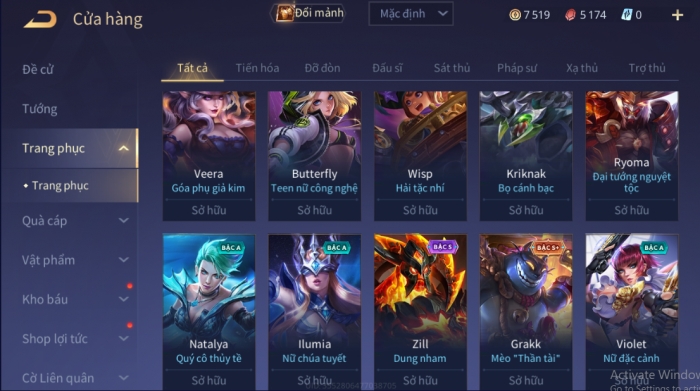 Cửa hàng
Đổi mảnh
Mặc định
7 519
5 174
0
Đề cử
Tướng
Trang phục
Trang phục
Quà cáp
Vật phẩm
Kho báu
Shop lợi tức
Cờ Liên quân
Tất cả
Tiến hóa
Đỡ đòn
Đấu sĩ
Sát thủ
Pháp sư
Xạ thủ
Trợ thủ
Veera
Góa phụ giả kim
Sở hữu
Butterfly
Teen nữ công nghệ
Sở hữu
Wisp
Hải tặc nhí
Sở hữu
Kriknak
Bọ cánh bạc
Sở hữu
Ryoma
Đại tướng nguyệt
tộc
Sở hữu
BẬC A
Natalya
Quý cô thủy tề
Sở hữu
BẬC A
Ilumia
Nữ chúa tuyết
Sở hữu
BẬC S
Zill
Dung nham
Sở hữu
BẬC S+
Grakk
Mèo "Thần tài"
Sở hữu
BẬC A
Violet
Nữ đặc cảnh
Sở hữu
Activate Windo
Go to Settings to acti